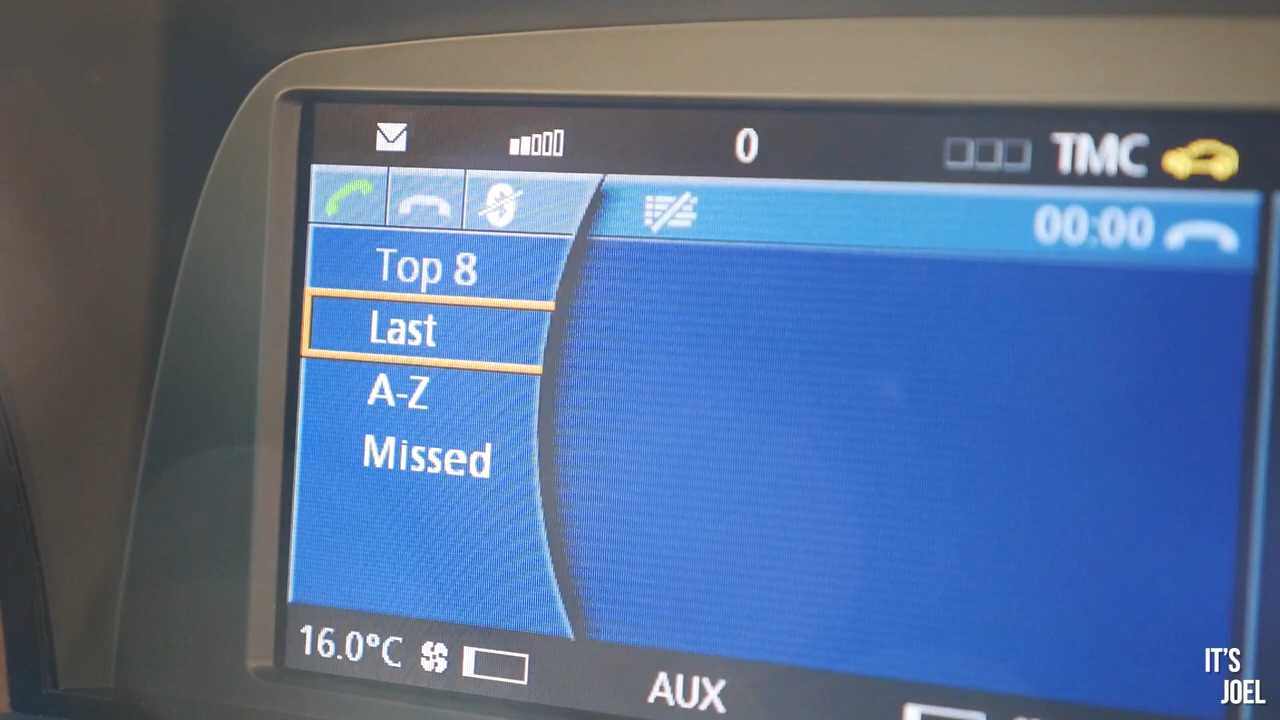 0
TMC
00:00
Top 8
Last
A-Z
Missed
16.0°C
AUX
IT'S
JOEL